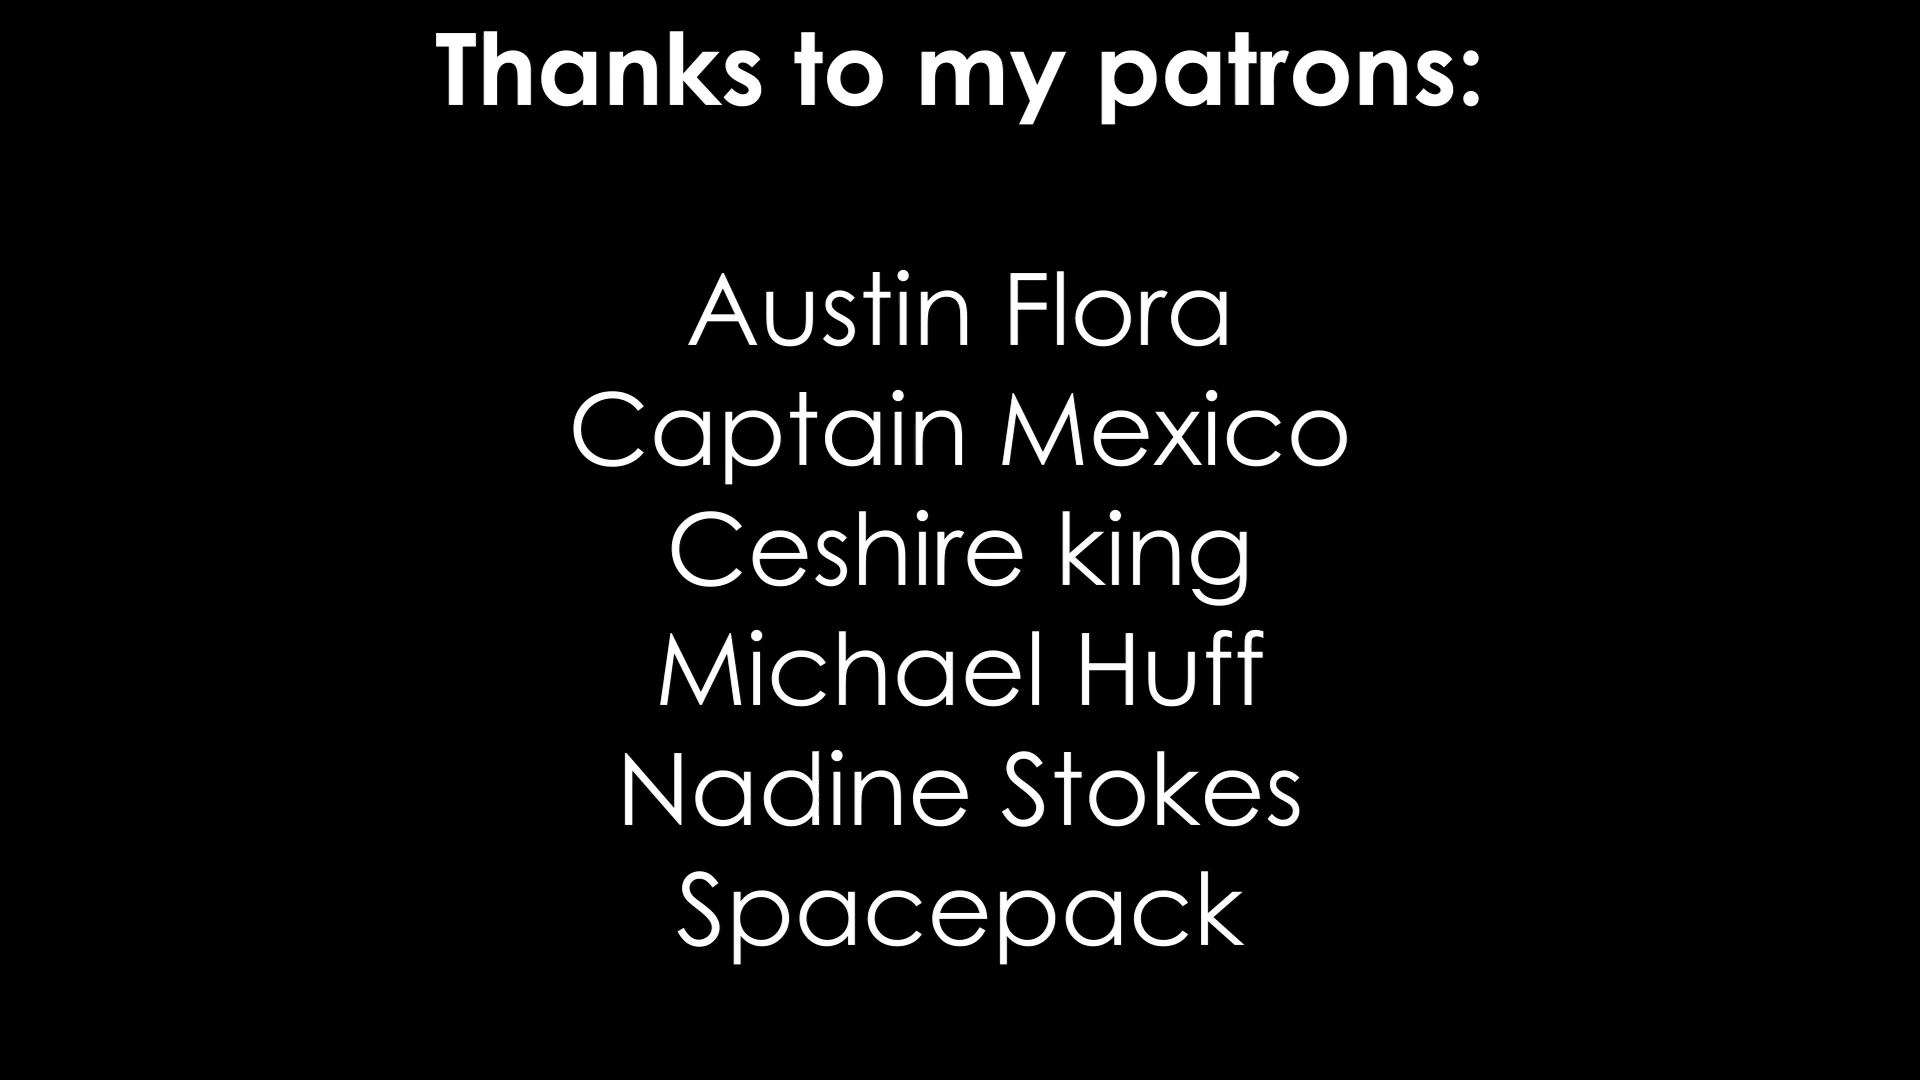 Thanks to my patrons:
Austin Flora
Captain Mexico
Ceshire king
Michael Huff
Nadine Stokes
Spacepack